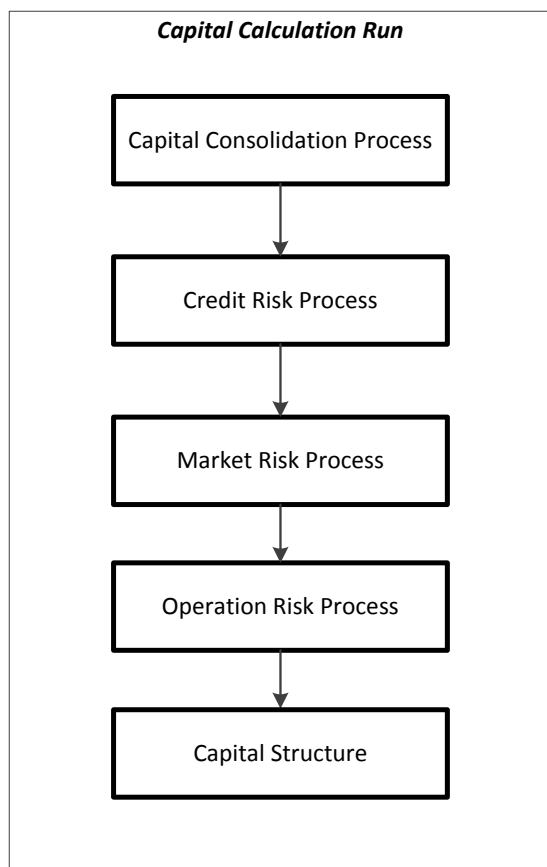 Capital Calculation Run
Capital Consolidation Process
Credit Risk Process
Market Risk Process
Operation Risk Process
Capital Structure